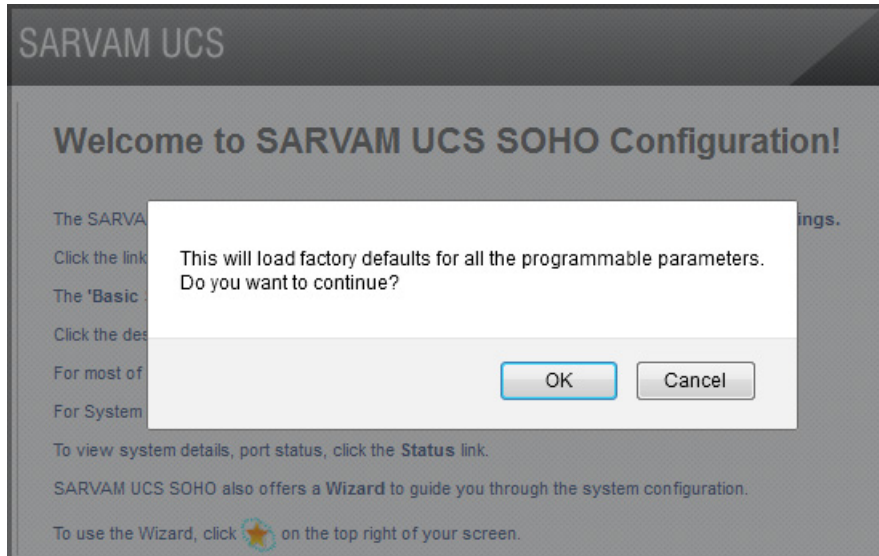 SARVAM UCS
Welcome to SARVAM UCS SOHO Configuration!
The SARVA
ings.
Click the link
The 'Basic
Click the des
For most of
For System
This will load factory defaults for all the programmable parameters.
Do you want to continue?
OK
Cancel
To view system details, port status, click the Status link.
SARVAM UCS SOHO also offers a Wizard to guide you through the system configuration.
To use the Wizard, click on the top right of your screen.